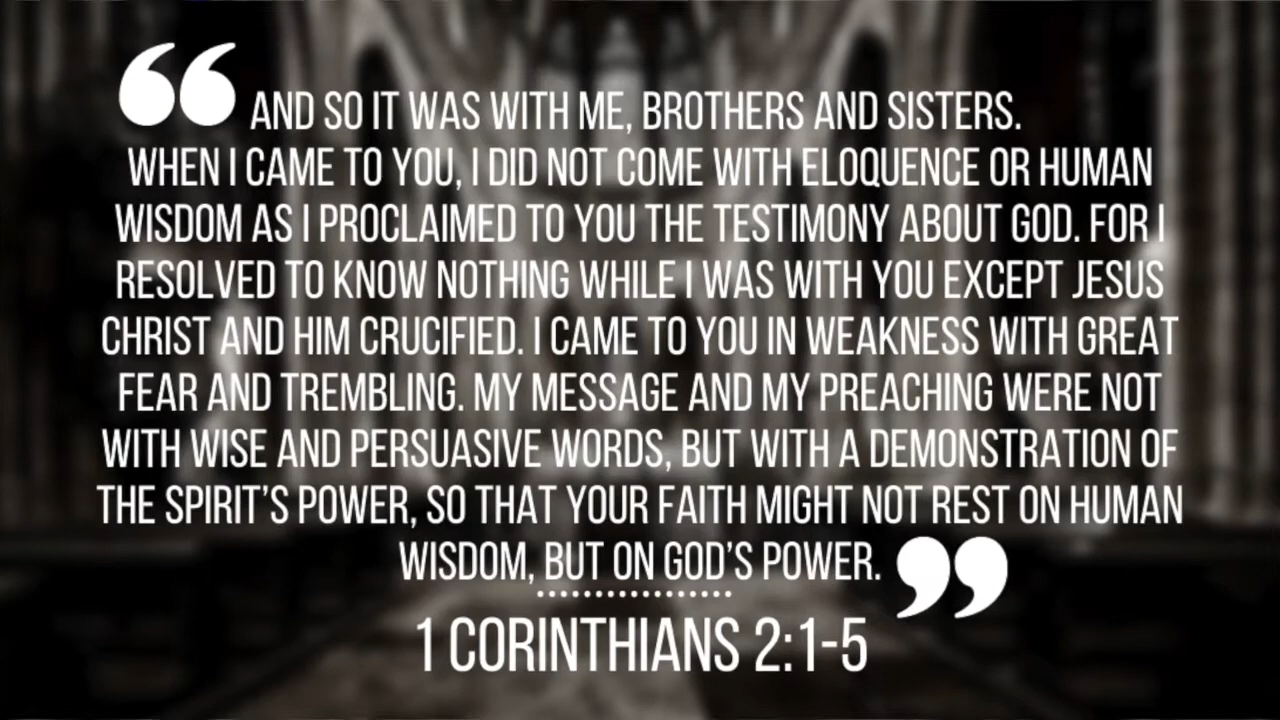 “ AND SO IT WAS WITH ME, BROTHERS AND SISTERS.
WHEN I CAME TO YOU, I DID NOT COME WITH ELOQUENCE OR HUMAN
WISDOM AS I PROCLAIMED TO YOU THE TESTIMONY ABOUT GOD. FOR I
RESOLVED TO KNOW NOTHING WHILE I WAS WITH YOU EXCEPT JESUS
CHRIST AND HIM CRUCIFIED. I CAME TO YOU IN WEAKNESS WITH GREAT
FEAR AND TREMBLING. MY MESSAGE AND MY PREACHING WERE NOT
WITH WISE AND PERSUASIVE WORDS, BUT WITH A DEMONSTRATION OF
THE SPIRIT’S POWER, SO THAT YOUR FAITH MIGHT NOT REST ON HUMAN
WISDOM, BUT ON GOD’S POWER. ”
1 CORINTHIANS 2:1-5